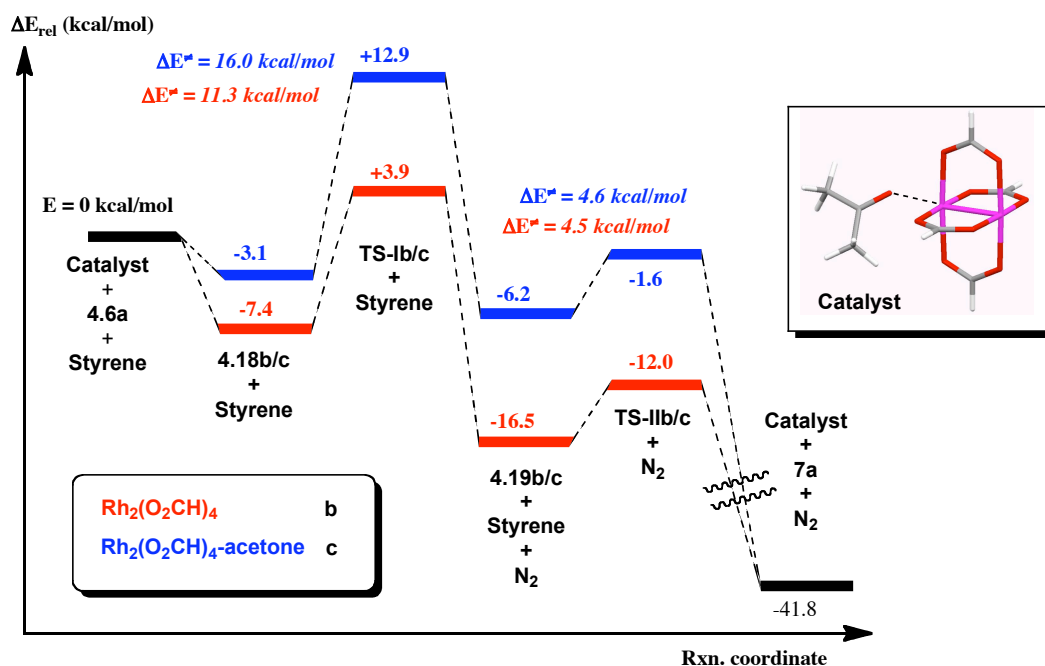 ΔE_rel (kcal/mol)
ΔE≠ = 16.0 kcal/mol
ΔE≠ = 11.3 kcal/mol
+12.9
+3.9
TS-Ib/c
+
Styrene
E = 0 kcal/mol
Catalyst
+
4.6a
+
Styrene
-3.1
-7.4
4.18b/c
+
Styrene
ΔE≠ = 4.6 kcal/mol
ΔE≠ = 4.5 kcal/mol
-6.2
-1.6
-16.5
-12.0
4.19b/c
+
Styrene
+
N₂
TS-IIb/c
+
N₂
Catalyst
+
7a
+
N₂
-41.8
Catalyst
Rh₂(O₂CH)₄ b
Rh₂(O₂CH)₄-acetone c
Rxn. coordinate